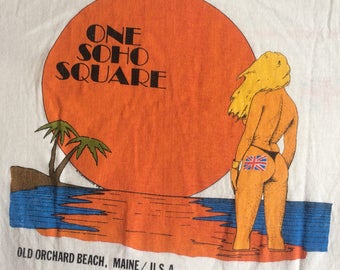 ONE
SOHO
SQUARE
OLD ORCHARD BEACH, MAINE / U.S.A.